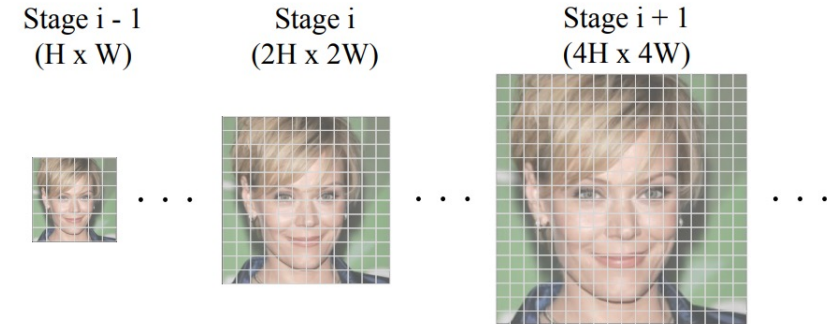 Stage i - 1
(H x W)
Stage i
(2H x 2W)
Stage i + 1
(4H x 4W)
. . .
. . .
. . .